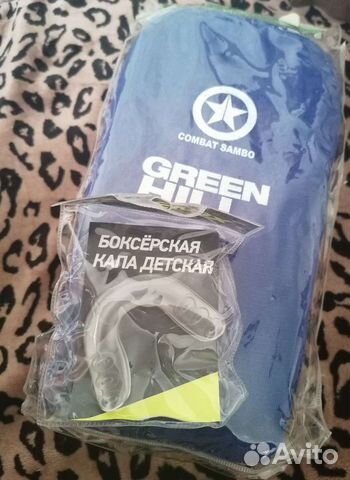 COMBAT SAMBO
GREEN
HILL
БОКСЁРСКАЯ
КАПА ДЕТСКАЯ
Avito